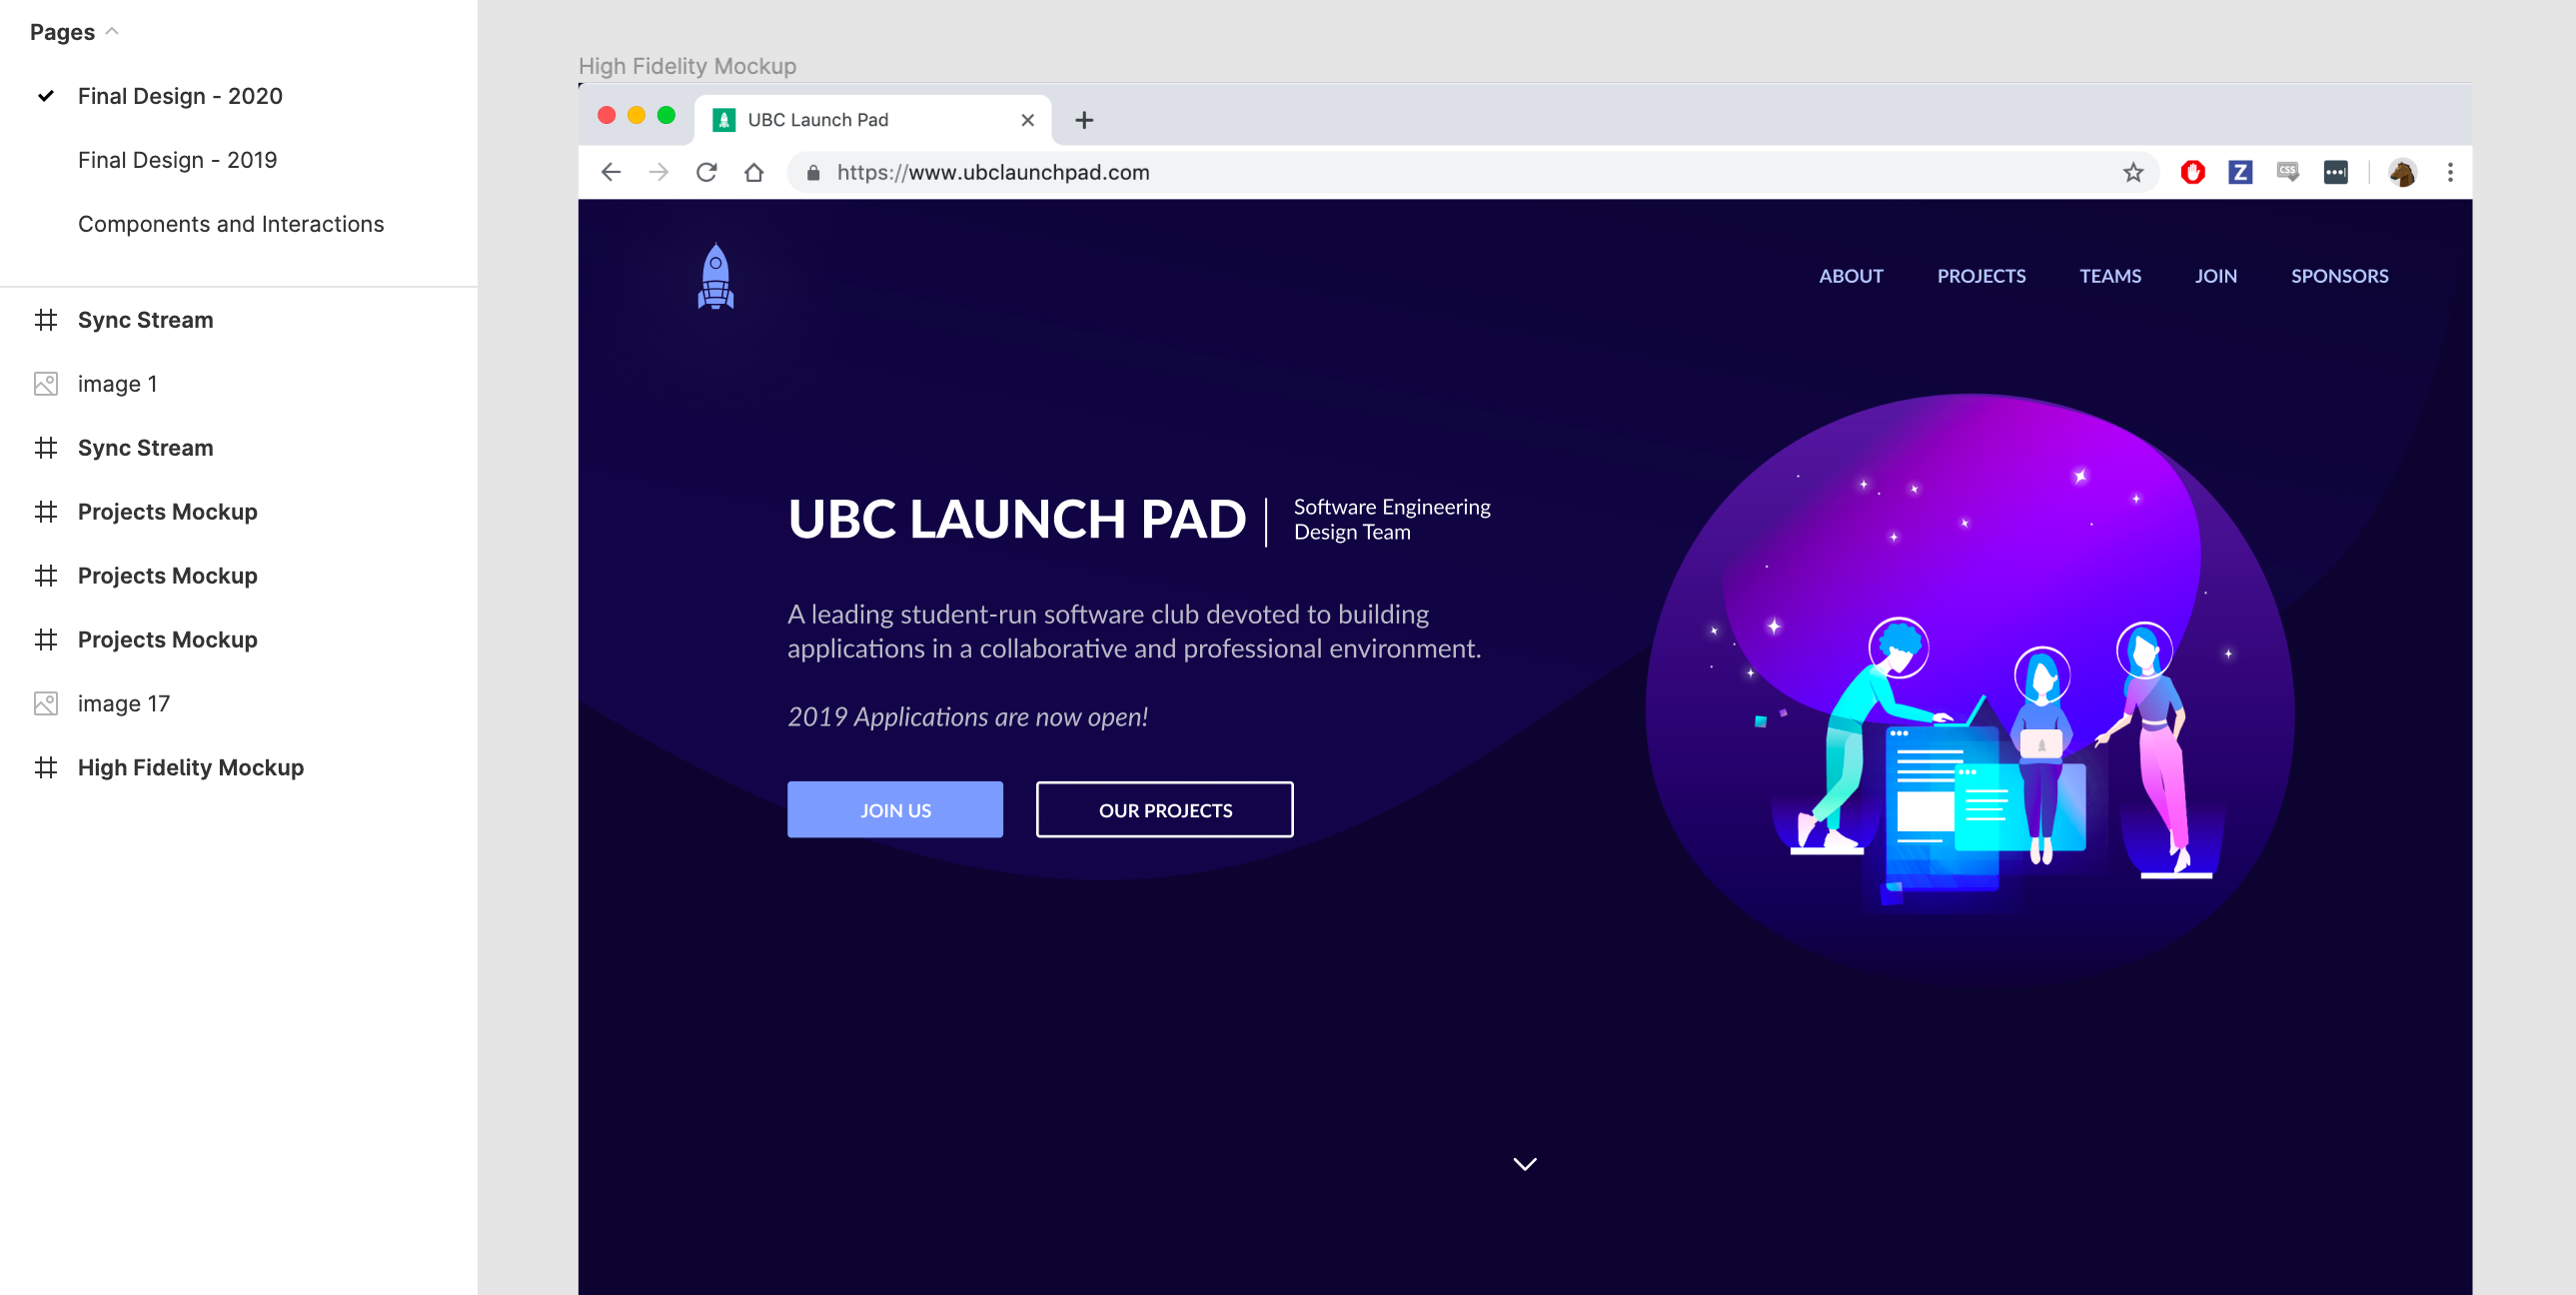 Pages
Final Design - 2020
Final Design - 2019
Components and Interactions
Sync Stream
image 1
Sync Stream
Projects Mockup
Projects Mockup
Projects Mockup
image 17
High Fidelity Mockup
High Fidelity Mockup
UBC Launch Pad
https://www.ubclaunchpad.com
Z
CSS
ABOUT PROJECTS TEAMS JOIN SPONSORS
UBC LAUNCH PAD
Software Engineering
Design Team
A leading student-run software club devoted to building
applications in a collaborative and professional environment.
2019 Applications are now open!
JOIN US
OUR PROJECTS